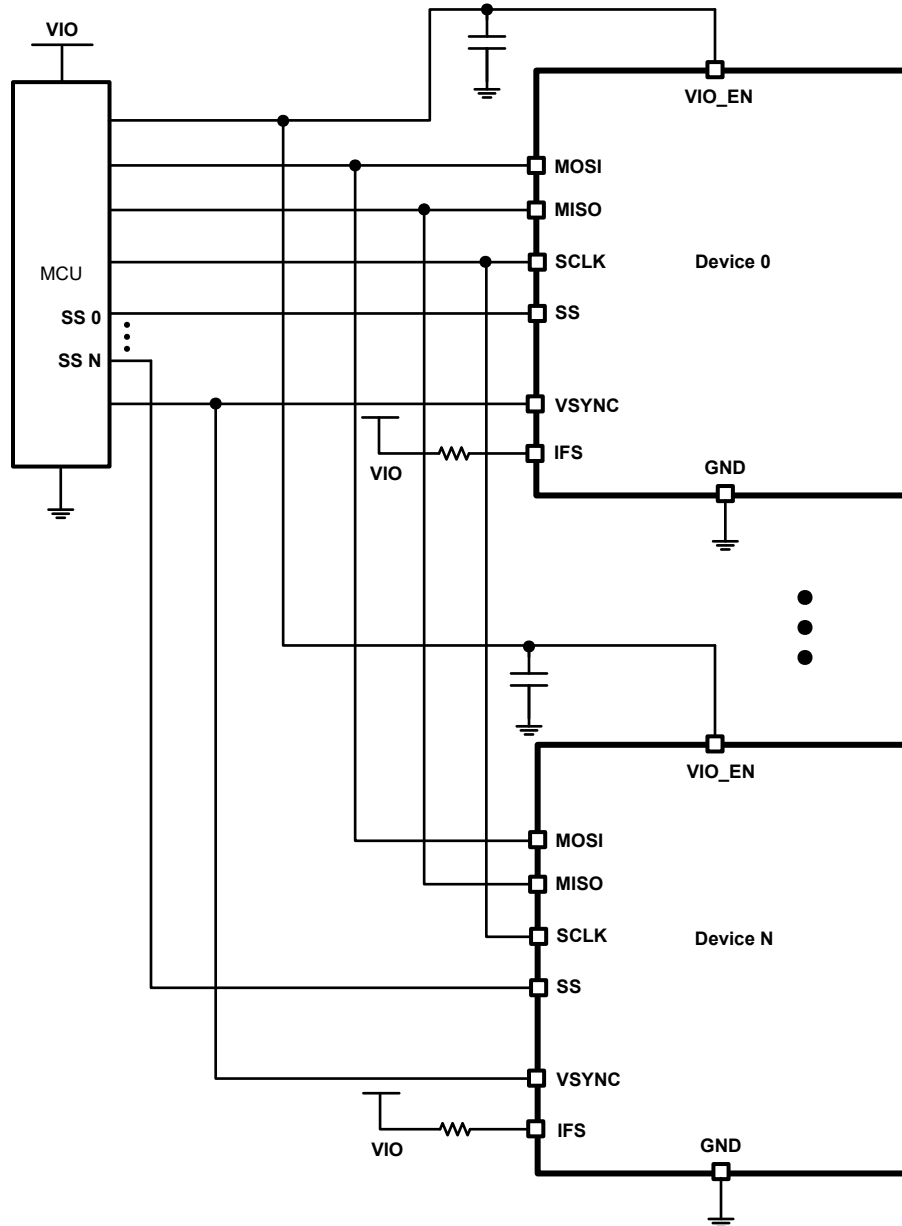 VIO
VIO_EN
MOSI
MISO
SCLK
Device 0
MCU
SS 0
SS
SS N
VSYNC
IFS
VIO
GND
VIO_EN
MOSI
MISO
SCLK
Device N
SS
VSYNC
IFS
VIO
GND